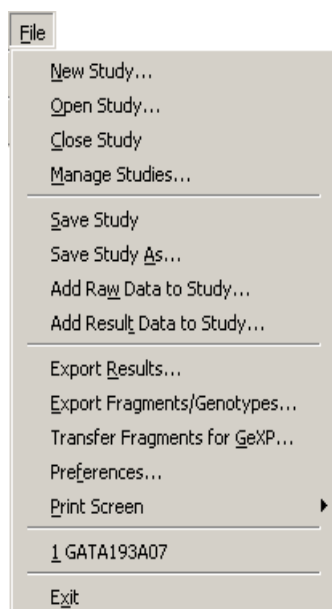 File
New Study...
Open Study...
Close Study
Manage Studies...
Save Study
Save Study As...
Add Raw Data to Study...
Add Result Data to Study...
Export Results...
Export Fragments/Genotypes...
Transfer Fragments for GeXP...
Preferences...
Print Screen
1 GATA193A07
Exit